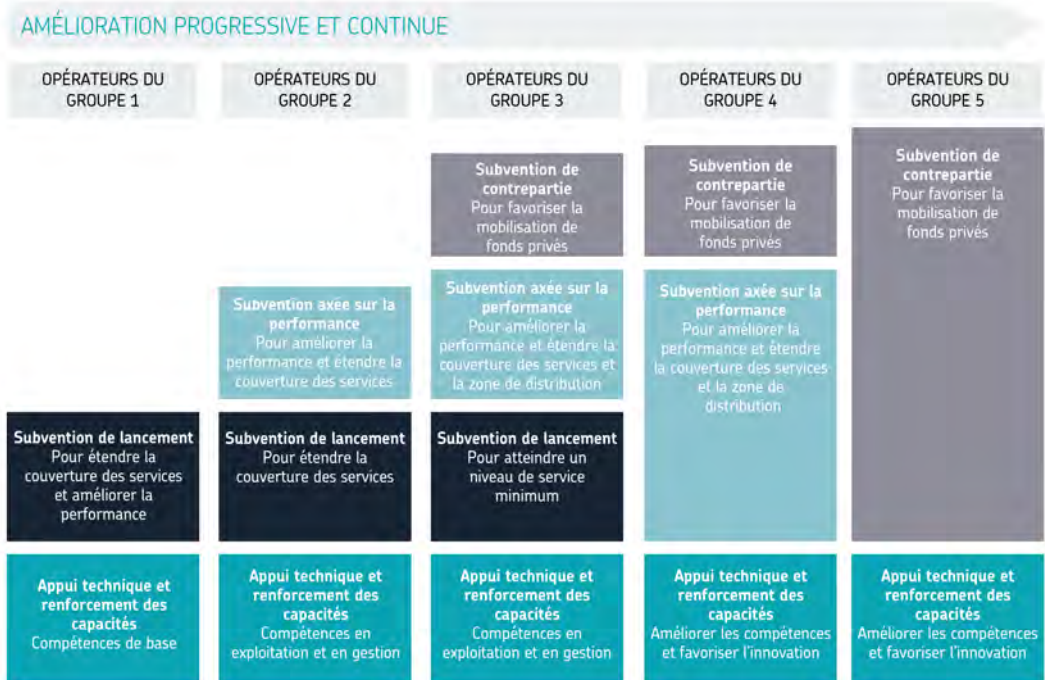 AMÉLIORATION PROGRESSIVE ET CONTINUE
OPÉRATEURS DU
GROUPE 1
OPÉRATEURS DU
GROUPE 2
OPÉRATEURS DU
GROUPE 3
OPÉRATEURS DU
GROUPE 4
OPÉRATEURS DU
GROUPE 5
Subvention de
contrepartie
Pour favoriser la
mobilisation de
fonds privés
Subvention de
contrepartie
Pour favoriser la
mobilisation de
fonds privés
Subvention de
contrepartie
Pour favoriser la
mobilisation de
fonds privés
Subvention axée sur la
performance
Pour améliorer la
performance et étendre la
couverture des services
Subvention axée sur la
performance
Pour améliorer la
performance et étendre la
couverture des services et
la zone de distribution
Subvention axée sur la
performance
Pour améliorer la
performance et étendre
la couverture des services
et la zone de
distribution
Subvention de lancement
Pour étendre la
couverture des services
et améliorer la
performance
Subvention de lancement
Pour étendre la
couverture des services
Subvention de lancement
Pour atteindre un
niveau de service
minimum
Appui technique et
renforcement des
capacités
Compétences de base
Appui technique et
renforcement des
capacités
Compétences en
exploitation et en gestion
Appui technique et
renforcement des
capacités
Compétences en
exploitation et en gestion
Appui technique et
renforcement des
capacités
Améliorer les compétences
et favoriser l'innovation
Appui technique et
renforcement des
capacités
Améliorer les compétences
et favoriser l'innovation